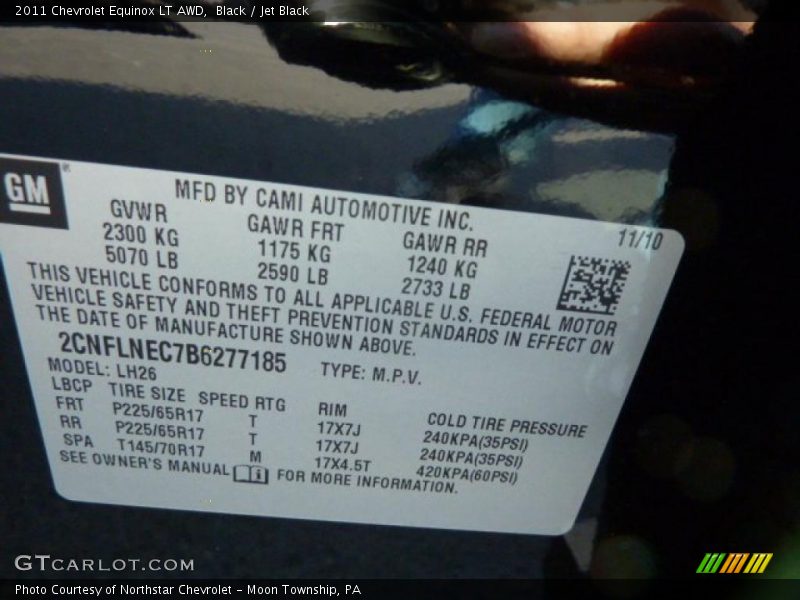 2011 Chevrolet Equinox LT AWD, Black / Jet Black
GM
MFD BY CAMI AUTOMOTIVE INC.
11/10
GVWR GAWR FRT GAWR RR
2300 KG 1175 KG 1240 KG
5070 LB 2590 LB 2733 LB
THIS VEHICLE CONFORMS TO ALL APPLICABLE U.S. FEDERAL MOTOR
VEHICLE SAFETY AND THEFT PREVENTION STANDARDS IN EFFECT ON
THE DATE OF MANUFACTURE SHOWN ABOVE.
2CNFLNEC7B6277185 TYPE: M.P.V.
MODEL: LH26
LBCP TIRE SIZE SPEED RTG RIM COLD TIRE PRESSURE
FRT P225/65R17 T 17X7J 240KPA(35PSI)
RR P225/65R17 T 17X7J 240KPA(35PSI)
SPA T145/70R17 M 17X4.5T 420KPA(60PSI)
SEE OWNER'S MANUAL FOR MORE INFORMATION.
GTCARLOT.COM
Photo Courtesy of Northstar Chevrolet - Moon Township, PA